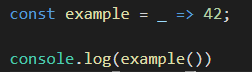 const example = _ => 42;
console.log(example())